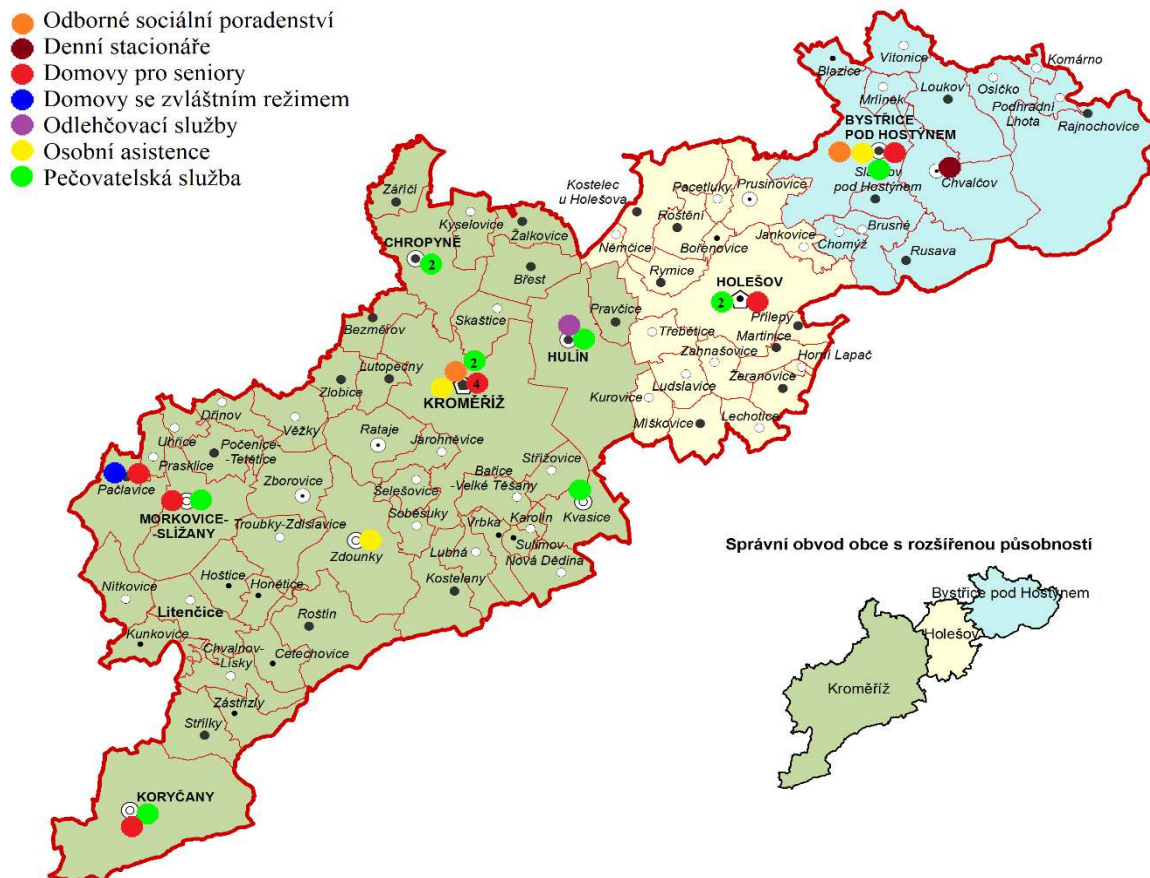 Odborné sociální poradenství
Denní stacionáře
Domovy pro seniory
Domovy se zvláštním režimem
Odlehčovací služby
Osobní asistence
Pečovatelská služba
Vítonice
Blazice
Komárno
Mrlínek
Loukov
Osíčko
Podhradní
Lhota
Rajnochovice
BYSTŘICE
POD HOSTÝNEM
Chvalčov
pod Hostýnem
Brusné
Chomýž
Rusava
Kostelec
u Holešova
Pacetluky
Prusinovice
Roštění
Bořenovice
Jankovice
Němčice
Rymice
HOLEŠOV
2
Přílepy
Martinice
Třebětice
Zahnašovice
Horní Lapač
Ludslavice
Žeranovice
Kurovice
Míškovice
Lechotice
Zářičí
Kyselovice
Žalkovice
CHROPYNĚ
2
Břest
Skaštice
Pravčice
Bezměrov
HULÍN
Lutopecny
2
4
KROMĚŘÍŽ
Zlobice
Dřínov
Věžky
Rataje
Jarohněvice
Uhřice
Počenice-
-Tetětice
Prasklice
Pačlavice
Zborovice
Šelešovice
Bařice
-Velké Těšany
Střížovice
Kvasice
MORKOVICE-
-SLÍŽANY
Troubky-Zdislavice
Soběsuky
Vrbka
Karolín
Sulimov
Zdounky
Lubná
Nová Dědina
Kostelany
Nítkovice
Hoštice
Honětice
Litenčice
Roštín
Kunkovice
Chvalnov-
-Lísky
Cetechovice
Zástřizly
Střílky
KORYČANY
Správní obvod obce s rozšířenou působností
Bystřice pod Hostýnem
Holešov
Kroměříž